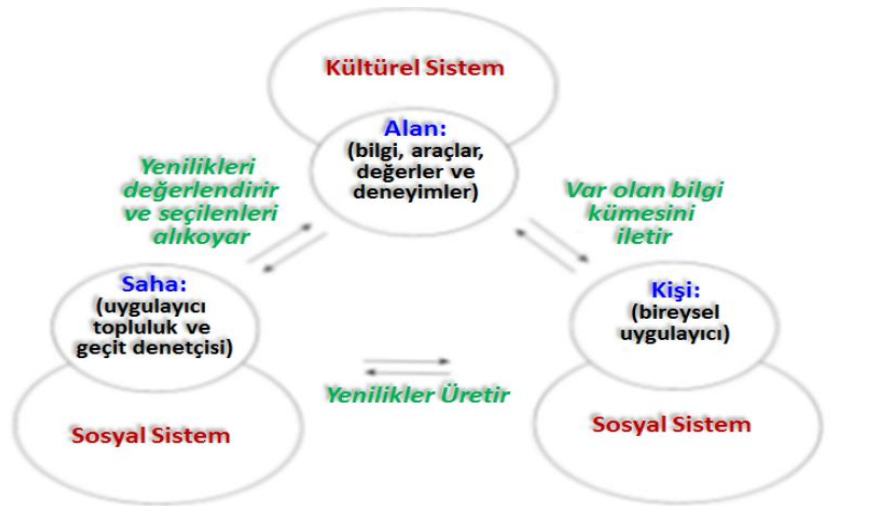 Kültürel Sistem
Alan:
(bilgi, araçlar,
değerler ve
deneyimler)
Yenilikleri
değerlendirir
ve seçilenleri
alıkoyar
Var olan bilgi
kümesini
iletir
Saha:
(uygulayıcı
topluluk ve
geçit denetçisi)
Kişi:
(bireysel
uygulayıcı)
Yenilikler Üretir
Sosyal Sistem
Sosyal Sistem